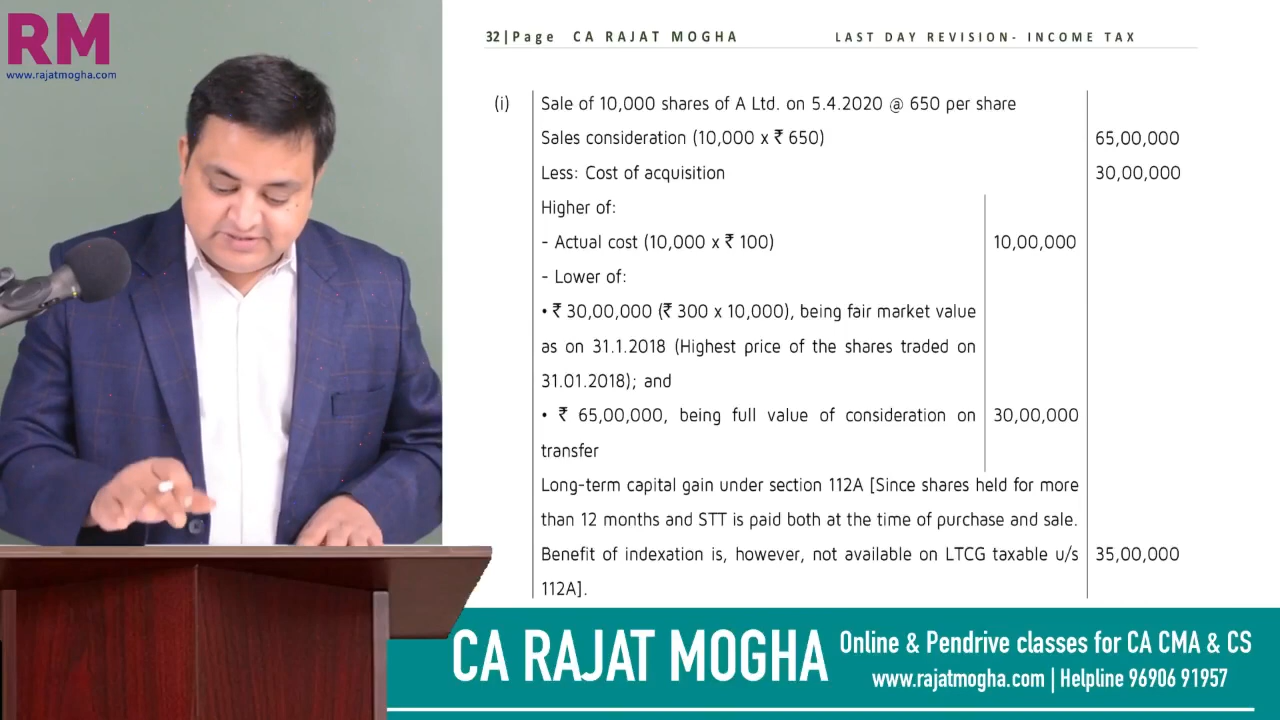 RM
www.rajatmogha.com
32|Page CA RAJAT MOGHA LAST DAY REVISION- INCOME TAX
(i) Sale of 10,000 shares of A Ltd. on 5.4.2020 @ 650 per share
Sales consideration (10,000 x ₹ 650) 65,00,000
Less: Cost of acquisition 30,00,000
Higher of:
- Actual cost (10,000 x ₹ 100) 10,00,000
- Lower of:
• ₹ 30,00,000 (₹ 300 x 10,000), being fair market value
as on 31.1.2018 (Highest price of the shares traded on
31.01.2018); and
• ₹ 65,00,000, being full value of consideration on 30,00,000
transfer
Long-term capital gain under section 112A [Since shares held for more
than 12 months and STT is paid both at the time of purchase and sale.
Benefit of indexation is, however, not available on LTCG taxable u/s 35,00,000
112A].
CA RAJAT MOGHA
Online & Pendrive classes for CA CMA & CS
www.rajatmogha.com | Helpline 96906 91957